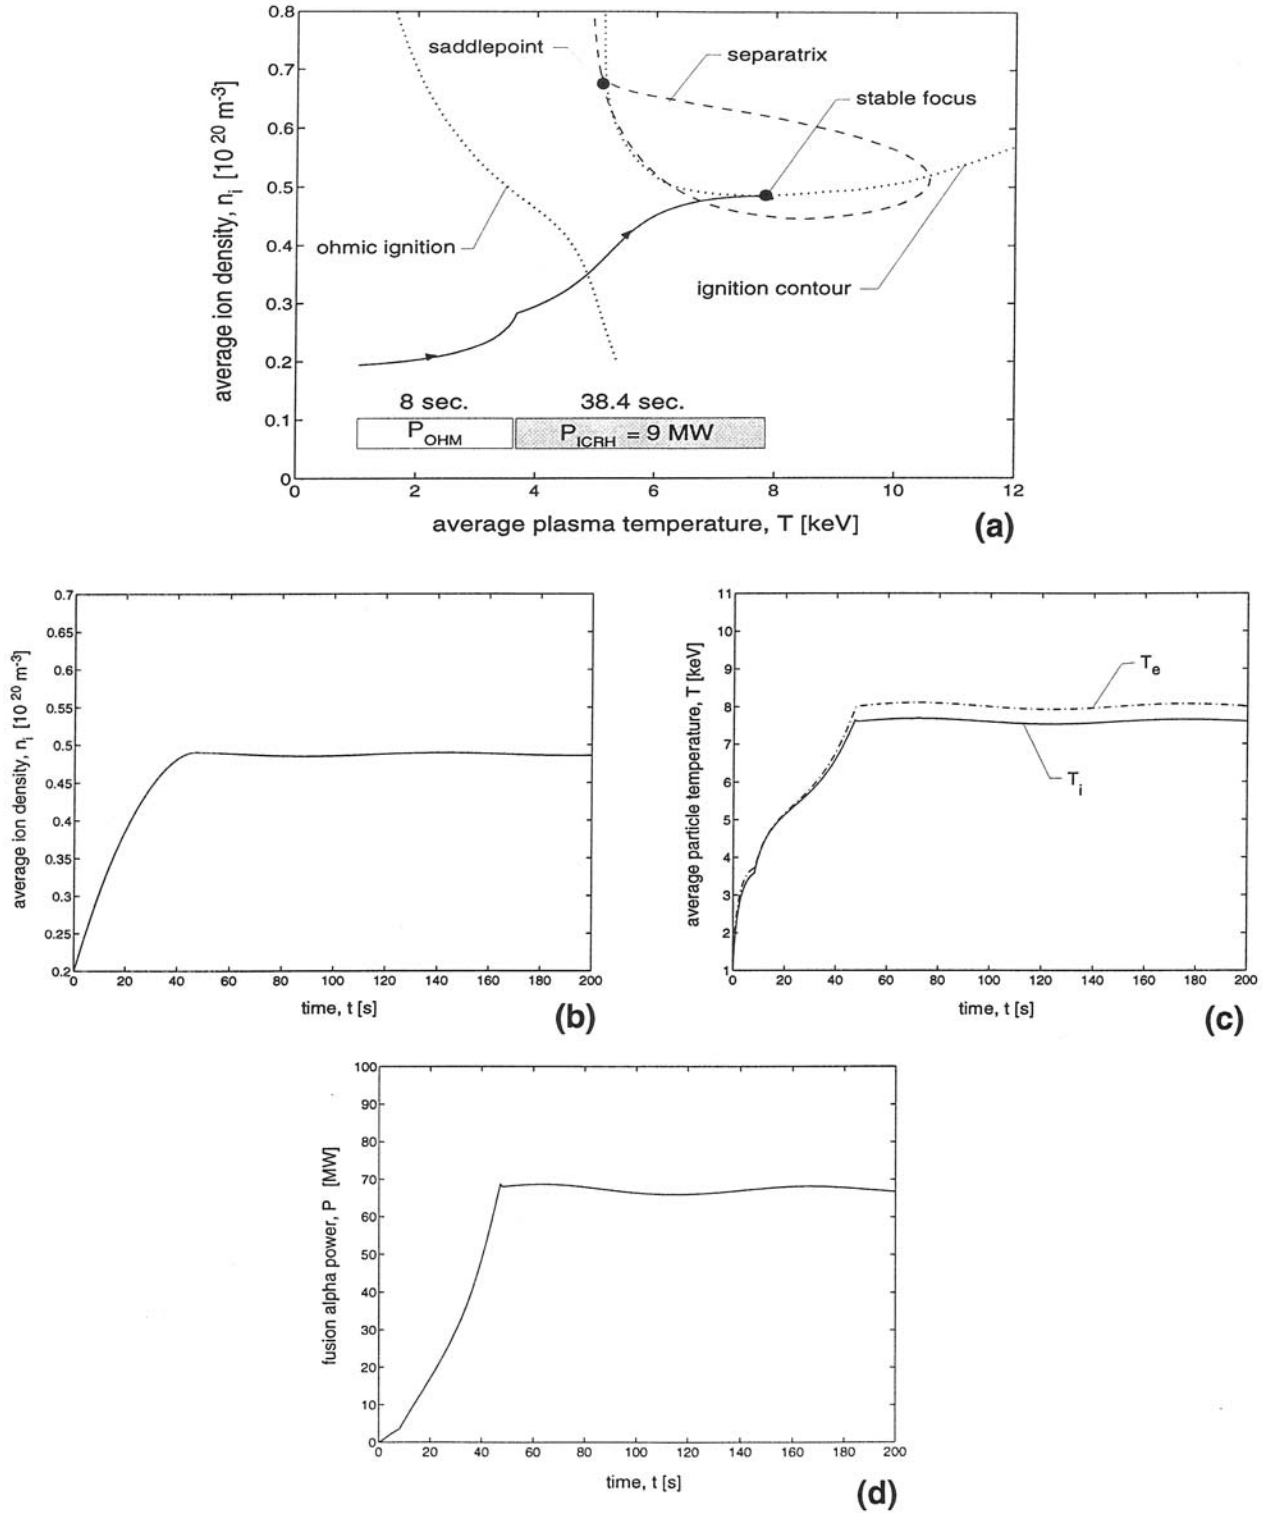 0.8
0.7
0.6
0.5
0.4
0.3
0.2
0.1
0
average ion density, n_i [10^20 m^-3]
saddlepoint
separatrix
stable focus
ohmic ignition
ignition contour
8 sec.
38.4 sec.
P_OHM
P_ICRH = 9 MW
0 2 4 6 8 10 12
average plasma temperature, T [keV]
(a)
0.7
0.65
0.6
0.55
0.5
0.45
0.4
0.35
0.3
0.25
0.2
average ion density, n_i [10^20 m^-3]
0 20 40 60 80 100 120 140 160 180 200
time, t [s]
(b)
11
10
9
8
7
6
5
4
3
2
1
average particle temperature, T [keV]
T_e
T_i
0 20 40 60 80 100 120 140 160 180 200
time, t [s]
(c)
100
90
80
70
60
50
40
30
20
10
0
fusion alpha power, P [MW]
0 20 40 60 80 100 120 140 160 180 200
time, t [s]
(d)